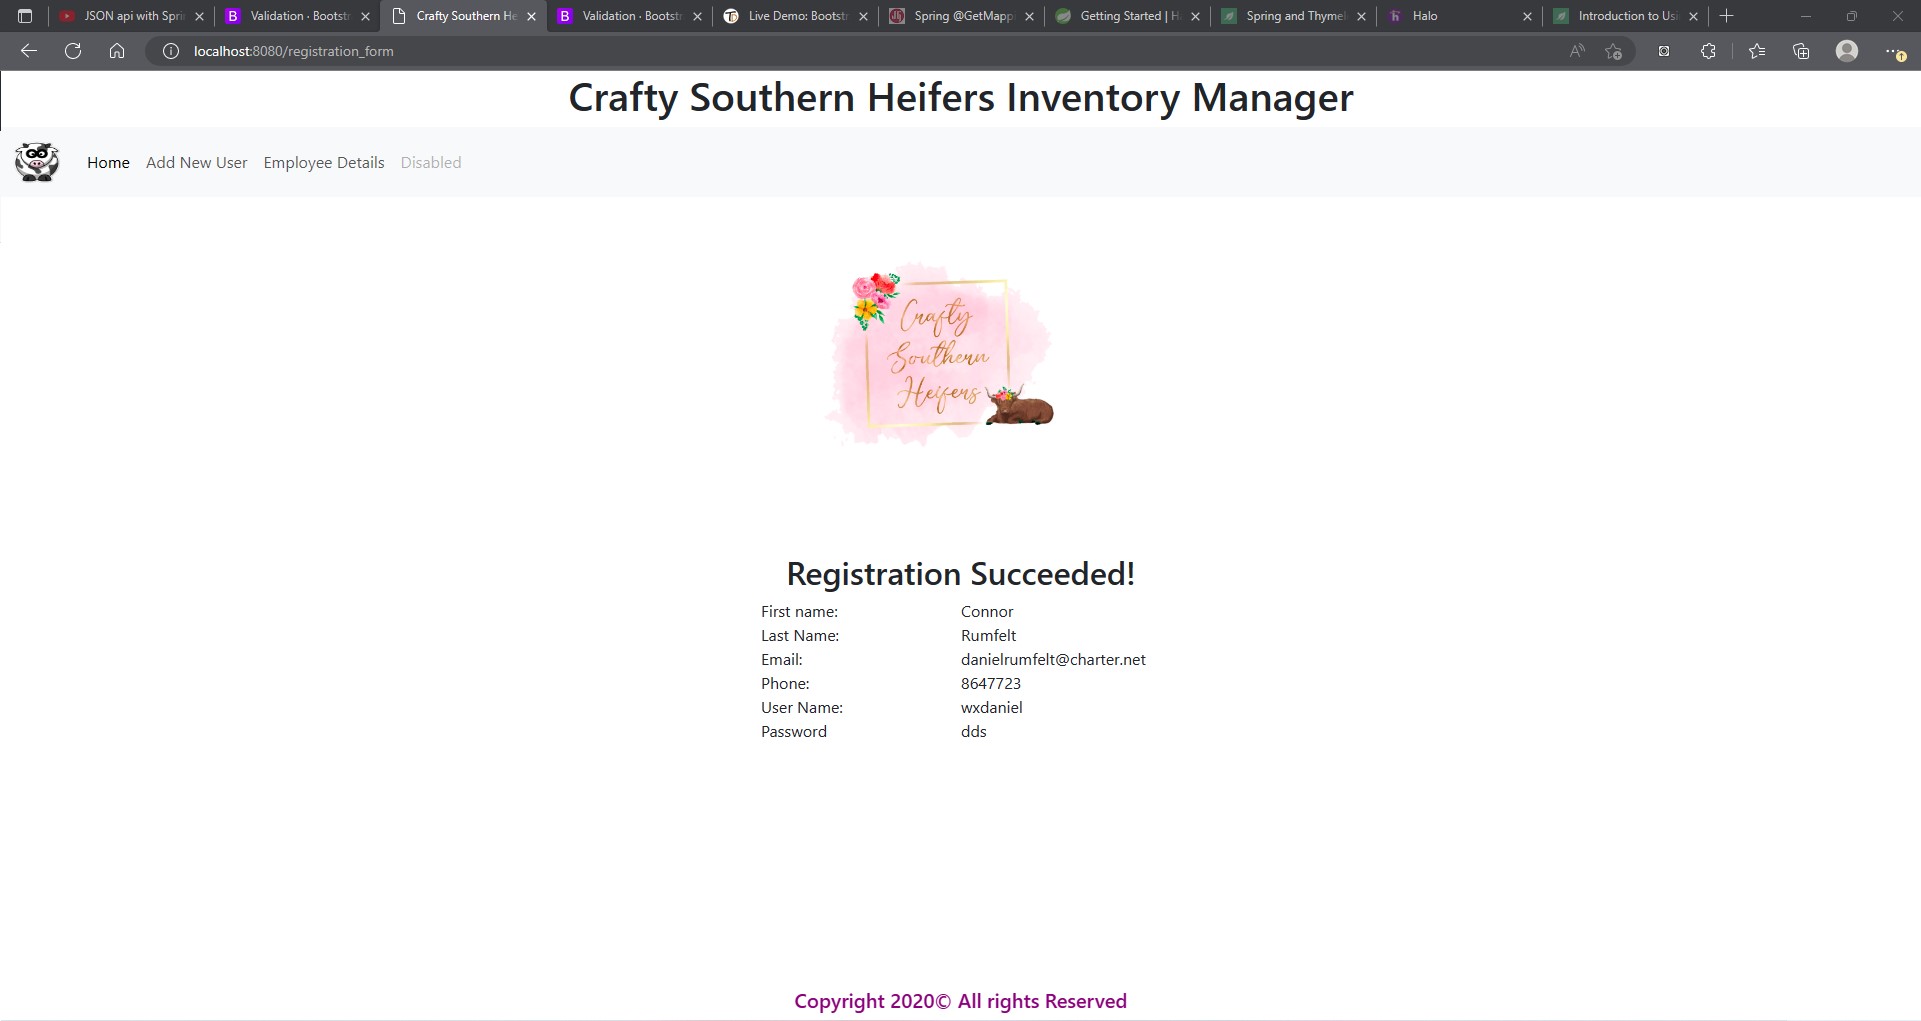 JSON api with Spri
Validation · Bootstr
Crafty Southern He
Validation · Bootstr
Live Demo: Bootstr
Spring @GetMapp
Getting Started | H
Spring and Thymel
Halo
Introduction to Usi
localhost:8080/registration_form
Crafty Southern Heifers Inventory Manager
Home Add New User Employee Details Disabled
Crafty
Southern
Heifers
Registration Succeeded!
First name: Connor
Last Name: Rumfelt
Email: danielrumfelt@charter.net
Phone: 8647723
User Name: wxdaniel
Password dds
Copyright 2020© All rights Reserved